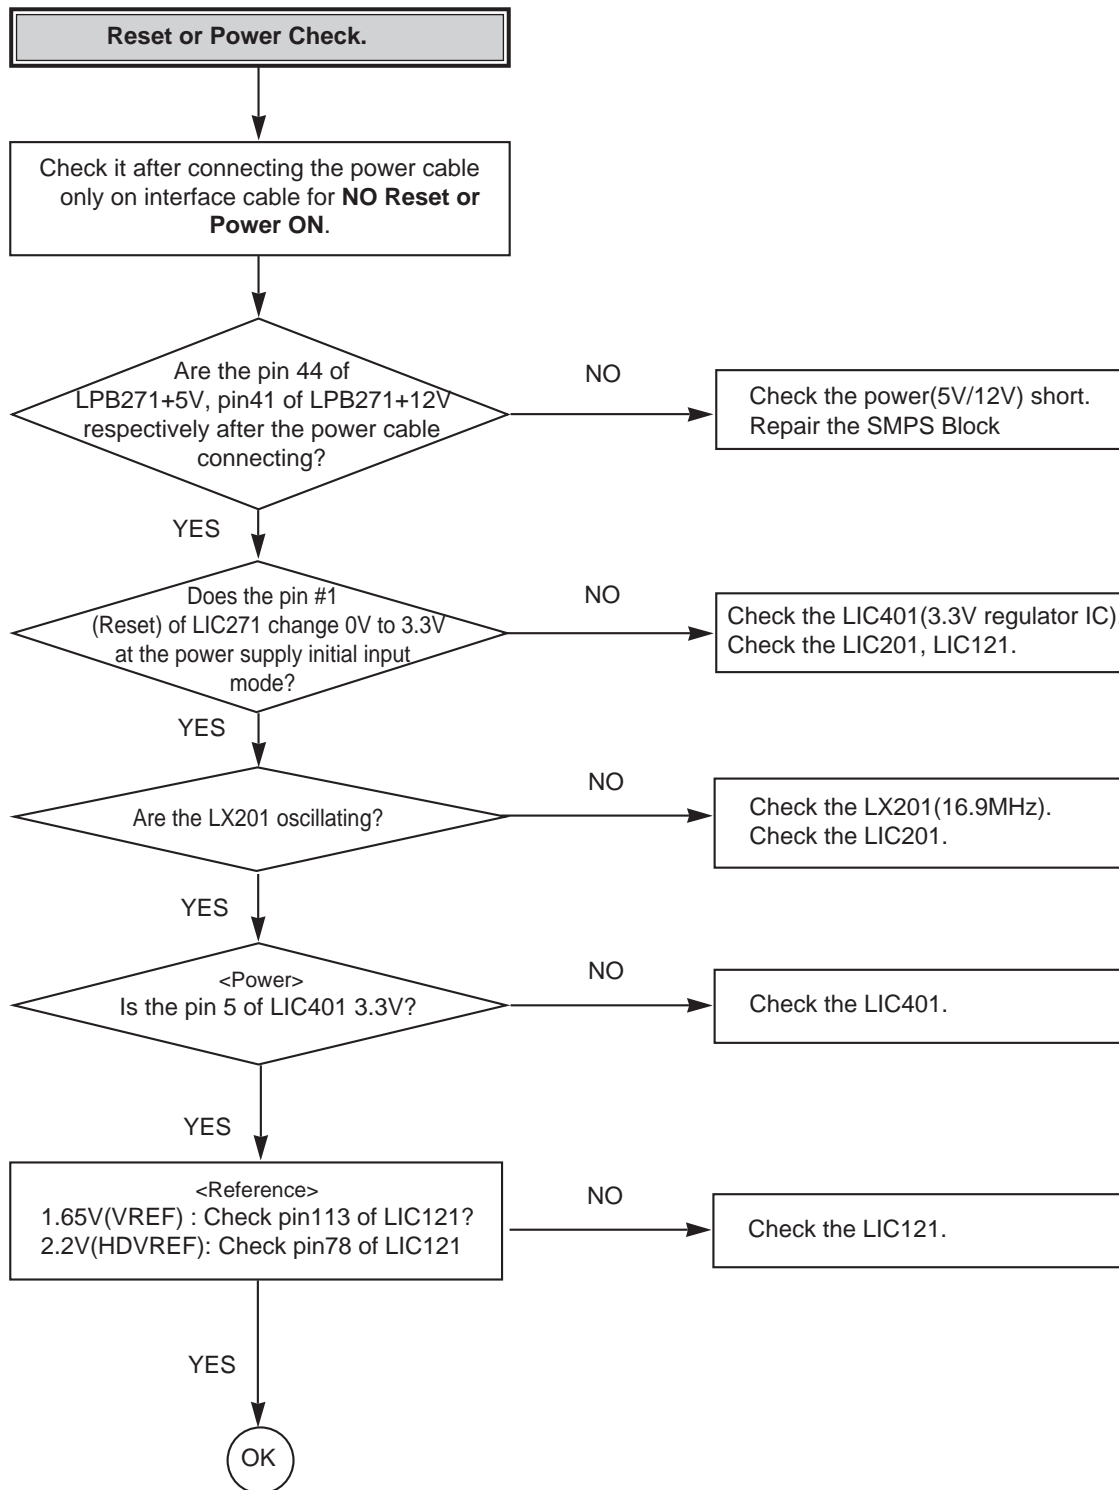 Reset or Power Check.
Check it after connecting the power cable
only on interface cable for NO Reset or
Power ON.
Are the pin 44 of
LPB271+5V, pin41 of LPB271+12V
respectively after the power cable
connecting?
NO
Check the power(5V/12V) short.
Repair the SMPS Block
YES
Does the pin #1
(Reset) of LIC271 change 0V to 3.3V
at the power supply initial input
mode?
NO
Check the LIC401(3.3V regulator IC).
Check the LIC201, LIC121.
YES
Are the LX201 oscillating?
NO
Check the LX201(16.9MHz).
Check the LIC201.
YES
<Power>
Is the pin 5 of LIC401 3.3V?
NO
Check the LIC401.
YES
<Reference>
1.65V(VREF) : Check pin113 of LIC121?
2.2V(HDVREF): Check pin78 of LIC121
NO
Check the LIC121.
YES
OK